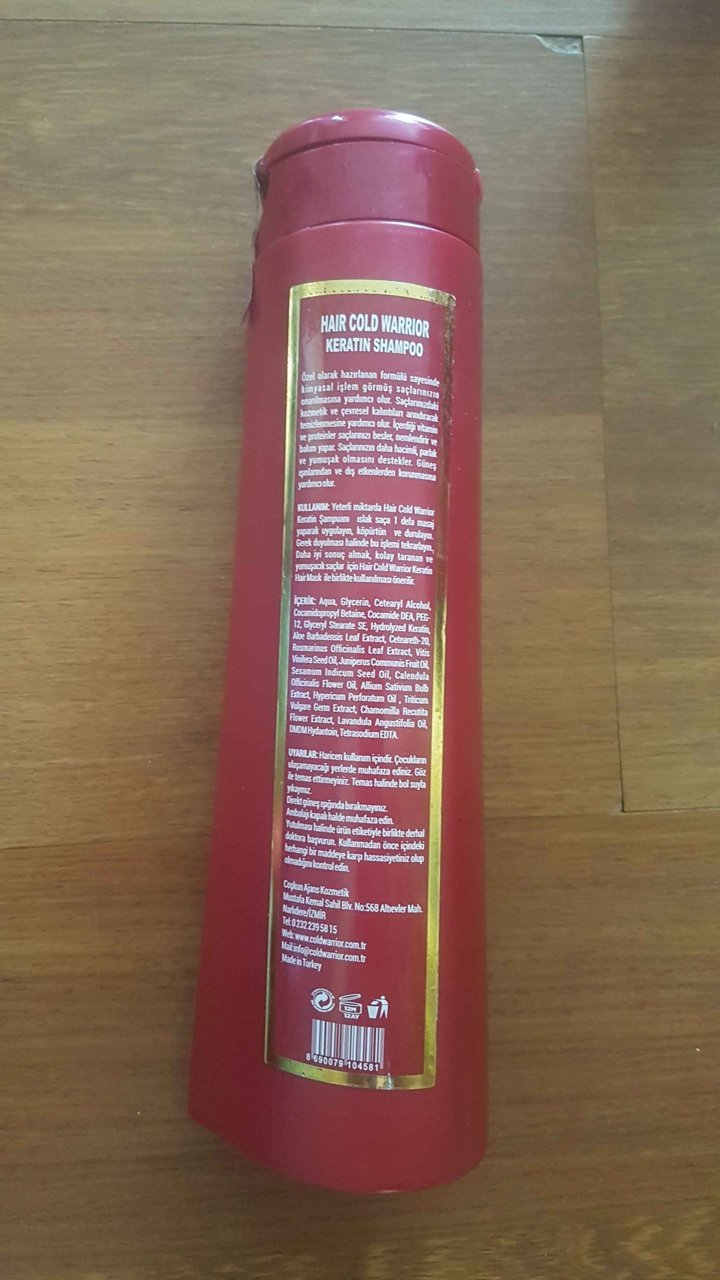 HAIR COLD WARRIOR
KERATIN SHAMPOO
Özel olarak hazırlanan formülü sayesinde
kimyasal işlem görmüş saçlarınızın
onarılmasına yardımcı olur. Saçlarınızdaki
kozmetik ve çevresel kalıntıları arındırarak
temizlenmesine yardımcı olur. İçerdiği vitamin
ve proteinler saçlarınızı besler, nemlendirir ve
bakım yapar. Saçlarınızın daha hacimli, parlak
ve yumuşak olmasını destekler. Güneş
ışınlarından ve dış etkenlerden korunmasına
yardımcı olur.
KULLANIM: Yeterli miktarda Hair Cold Warrior
Keratin Şampuanı ıslak saça 1 defa masaj
yaparak uygulayın, köpürtün ve durulayın.
Gerek duyulması halinde bu işlemi tekrarlayın.
Daha iyi sonuç almak, kolay taranan ve
yumuşacık saçlar için Hair Cold Warrior Keratin
Hair Mask ile birlikte kullanılması önerilir.
İÇERİK: Aqua, Glycerin, Cetearyl Alcohol,
Cocamidopropyl Betaine, Cocamide DEA, PEG-
12, Glyceryl Stearate SE, Hydrolyzed Keratin,
Aloe Barbadensis Leaf Extract, Ceteareth-20,
Rosmarinus Officinalis Leaf Extract, Vitis
Vinifera Seed Oil, Juniperus Communis Fruit Oil,
Sesamum Indicum Seed Oil, Calendula
Officinalis Flower Oil, Allium Sativum Bulb
Extract, Hypericum Perforatum Oil , Triticum
Vulgare Germ Extract, Chamomilla Recutita
Flower Extract, Lavandula Angustifolia Oil,
DMDM Hydantoin, Tetrasodium EDTA.
UYARILAR: Haricen kullanım içindir. Çocukların
ulaşamayacağı yerlerde muhafaza ediniz. Göz
ile temas ettirmeyiniz. Temas halinde bol suyla
yıkayınız.
Direkt güneş ışığında bırakmayınız.
Ambalajı kapalı halde muhafaza edin.
Yutulması halinde ürün etiketiyle birlikte derhal
doktora başvurun. Kullanmadan önce içindeki
herhangi bir maddeye karşı hassasiyetiniz olup
olmadığını kontrol edin.
Coşkun Ajans Kozmetik
Mustafa Kemal Sahil Blv. No:568 Altıevler Mah.
Narlıdere/İZMİR
Tel: 0 232 239 58 15
Web: www.coldwarrior.com.tr
Mail:info@coldwarrior.com.tr
Made in Turkey
12M
12AY
8 690079 104581